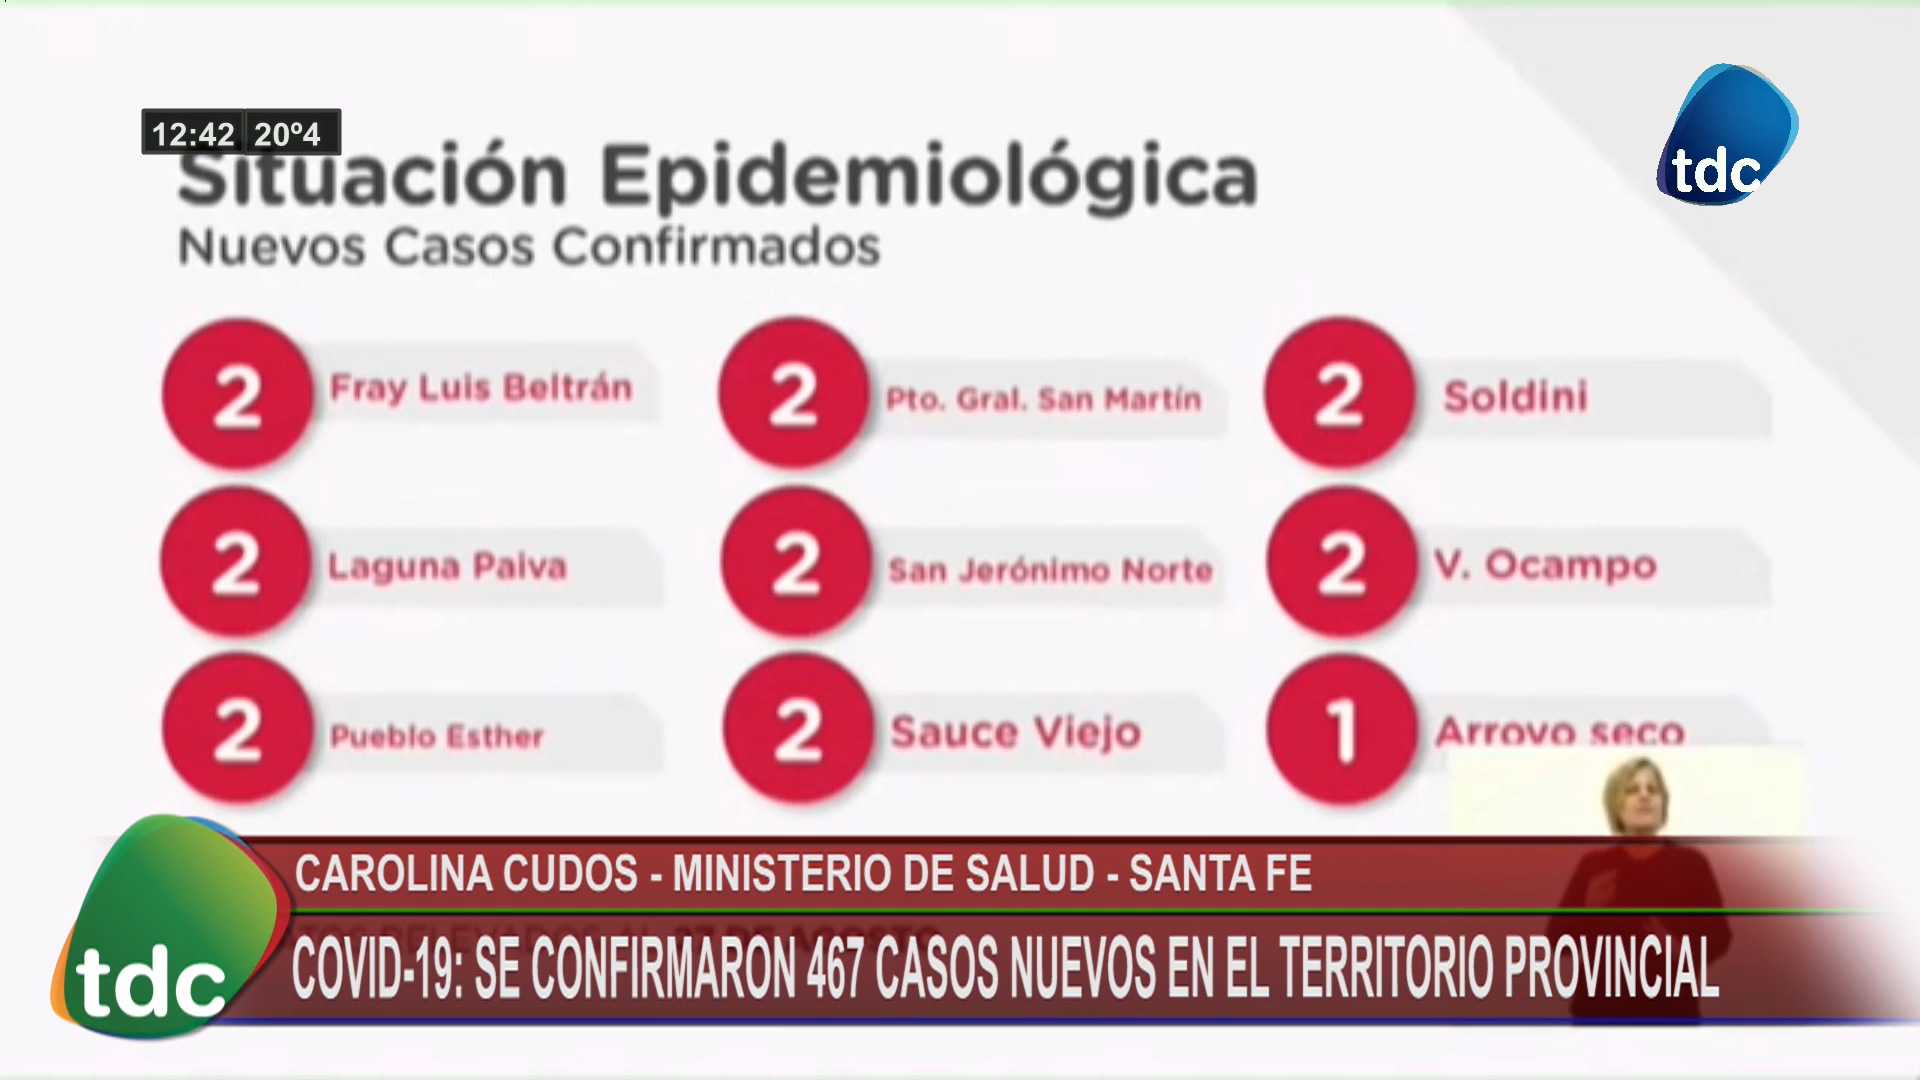 12:42 20º4
tdc
Situación Epidemiológica
Nuevos Casos Confirmados
2 Fray Luis Beltrán
2 Pto. Gral. San Martín
2 Soldini
2 Laguna Paiva
2 San Jerónimo Norte
2 V. Ocampo
2 Pueblo Esther
2 Sauce Viejo
1 Arroyo seco
CAROLINA CUDOS - MINISTERIO DE SALUD - SANTA FE
COVID-19: SE CONFIRMARON 467 CASOS NUEVOS EN EL TERRITORIO PROVINCIAL
tdc